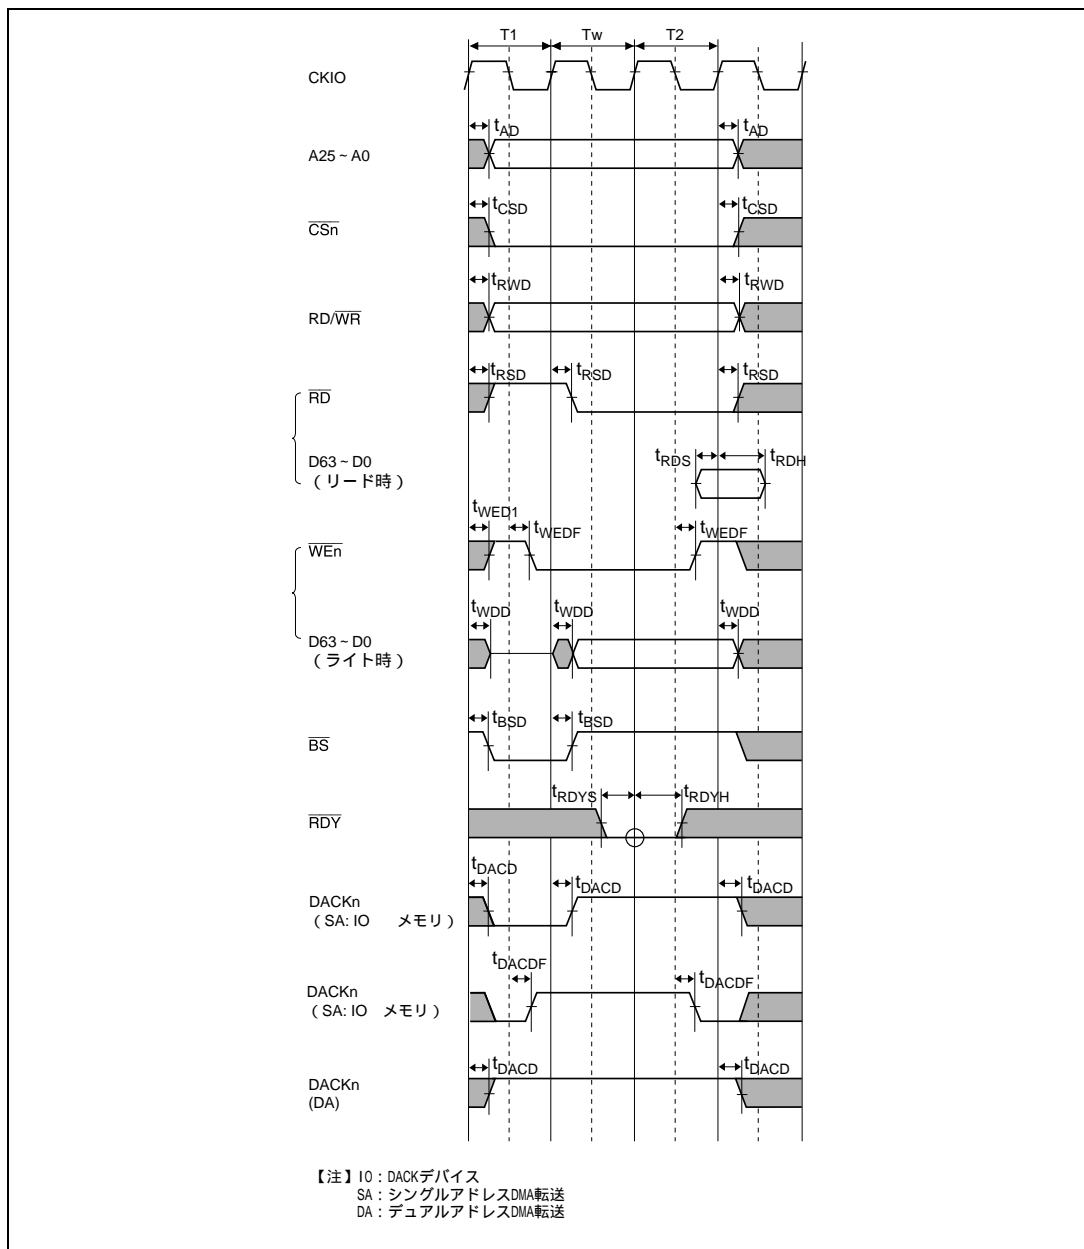 T1 Tw T2
CKIO
tAD tAD
A25 ~ A0
tCSD tCSD
CSn
tRWD tRWD
RD/WR
tRSD tRSD tRSD
RD
tRDS tRDH
D63 ~ D0
（リード時）
tWED1 tWEDF tWEDF
WEn
tWDD tWDD tWDD
D63 ~ D0
（ライト時）
tBSD tBSD
BS
tRDYS tRDYH
RDY
tDACD tDACD tDACD
DACKn
（SA: IO メモリ）
tDACDF tDACDF
DACKn
（SA: IO メモリ）
tDACD tDACD
DACKn
(DA)
【注】IO：DACKデバイス
SA：シングルアドレスDMA転送
DA：デュアルアドレスDMA転送